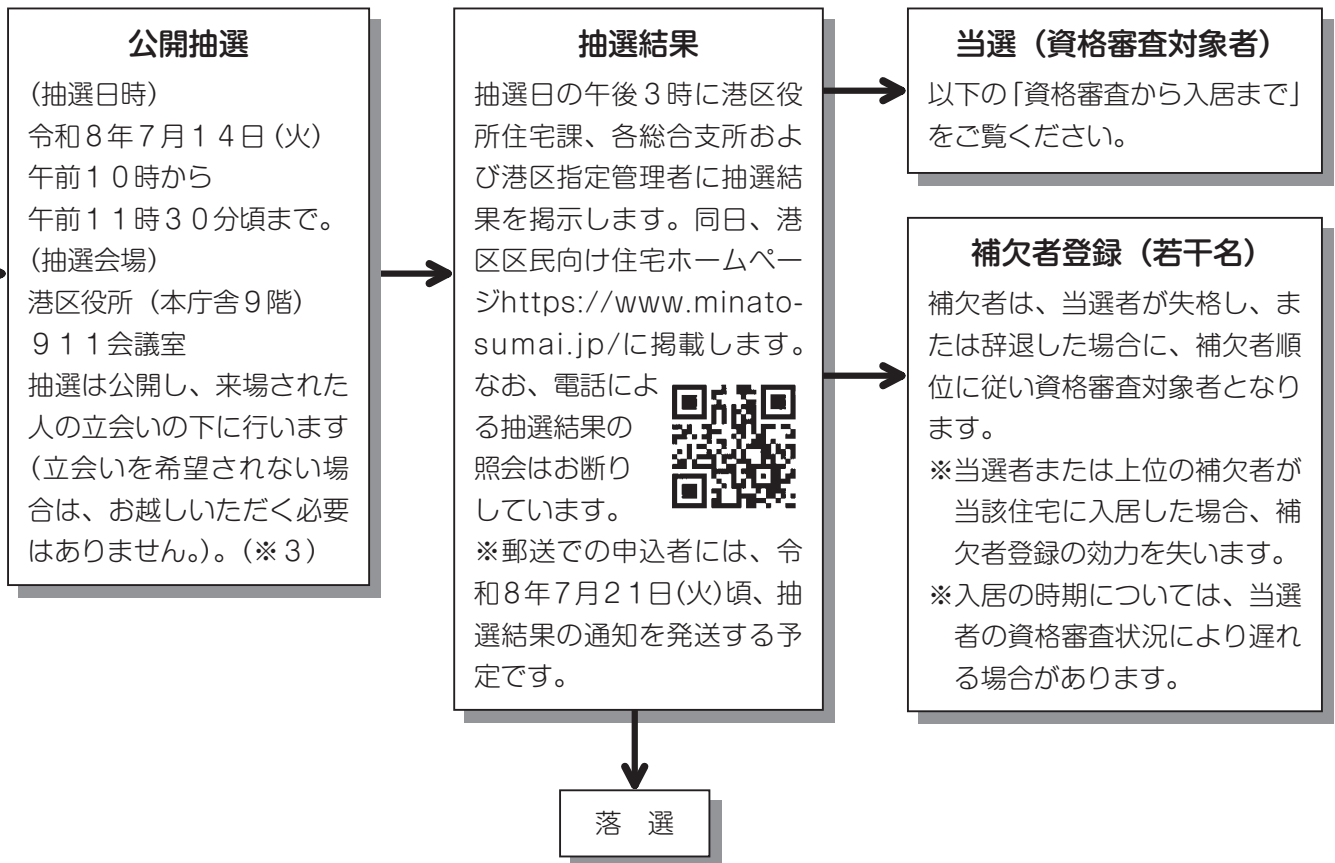 公開抽選
(抽選日時)
令和8年7月14日(火)
午前10時から
午前11時30分頃まで。
(抽選会場)
港区役所（本庁舎9階）
911会議室
抽選は公開し、来場された
人の立会いの下に行います
(立会いを希望されない場
合は、お越しいただく必要
はありません。)。(※3)
抽選結果
抽選日の午後3時に港区役
所住宅課、各総合支所およ
び港区指定管理者に抽選結
果を掲示します。同日、港
区区民向け住宅ホームペー
ジhttps://www.minato-
sumai.jp/に掲載します。
なお、電話によ
る抽選結果の
照会はお断り
しています。
※郵送での申込者には、令
和8年7月21日(火)頃、抽
選結果の通知を発送する予
定です。
当選（資格審査対象者）
以下の「資格審査から入居まで」
をご覧ください。
補欠者登録（若干名）
補欠者は、当選者が失格し、ま
たは辞退した場合に、補欠者順
位に従い資格審査対象者となり
ます。
※当選者または上位の補欠者が
当該住宅に入居した場合、補
欠者登録の効力を失います。
※入居の時期については、当選
者の資格審査状況により遅れ
る場合があります。
落　選